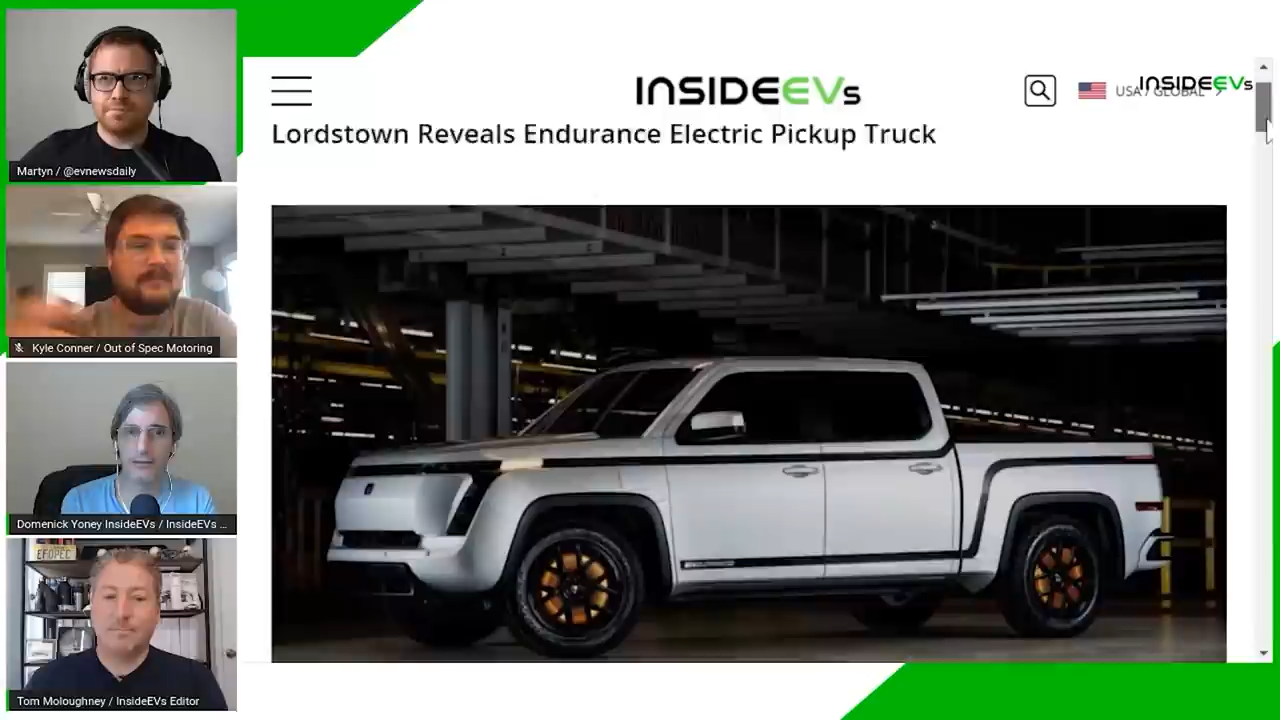 Martyn / @evnewsdaily
Kyle Conner / Out of Spec Motoring
Domenick Yoney InsideEVs / InsideEVs ...
EFOPEC
Tom Moloughney / InsideEVs Editor
INSIDEEVs
USA / GLOBAL
INSIDEEVs
Lordstown Reveals Endurance Electric Pickup Truck